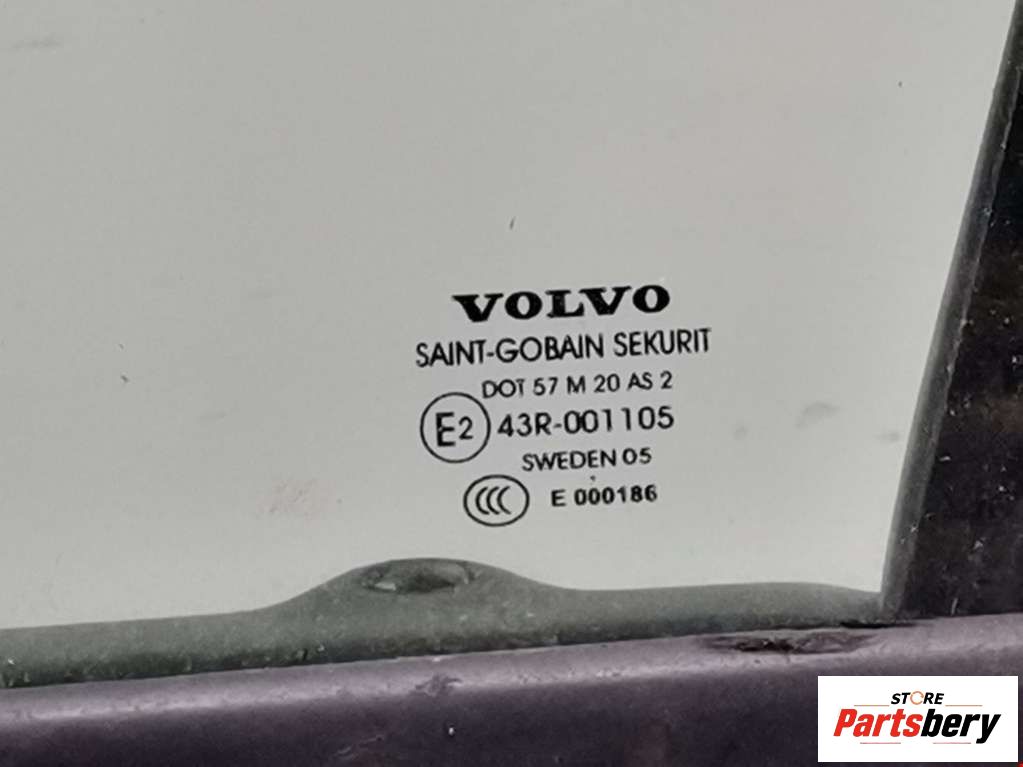 VOLVO
SAINT-GOBAIN SEKURIT
DOT 57 M 20 AS 2
E2 43R-001105
SWEDEN 05
CCC E 000186
STORE
Partsbery